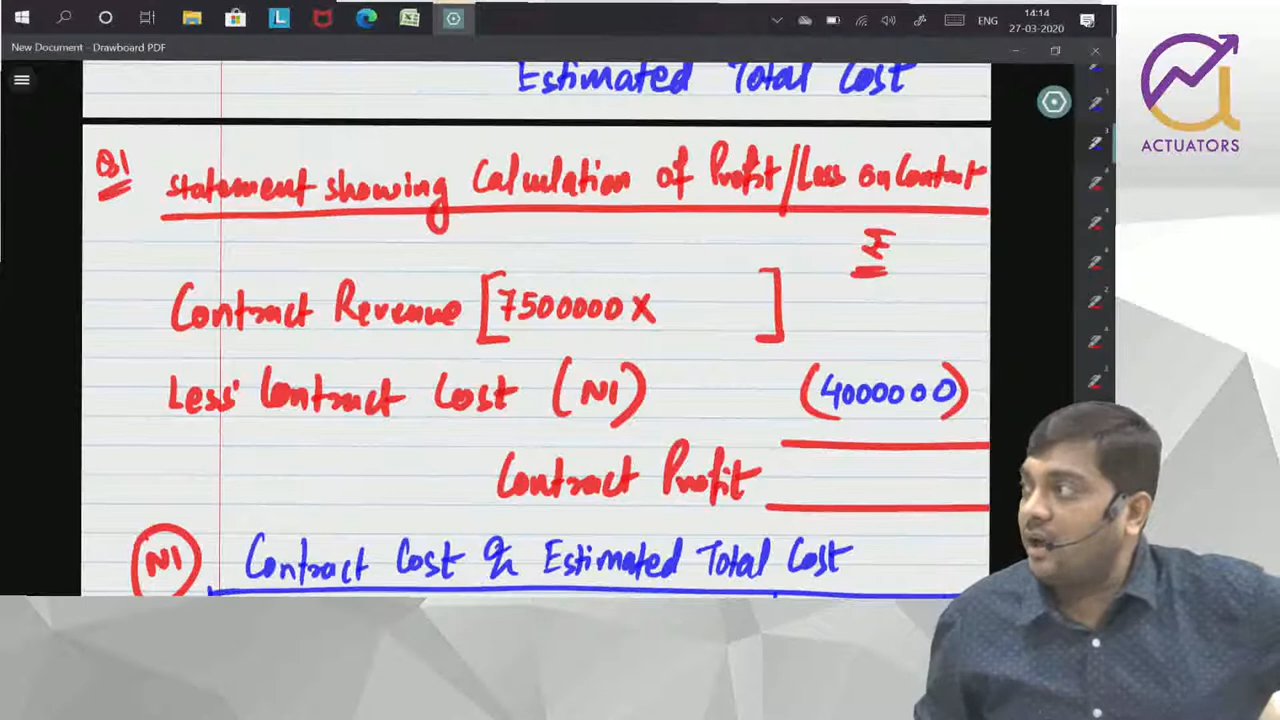 14:14
ENG
27-03-2020
New Document - Drawboard PDF
ACTUATORS
Estimated Total Cost
Q1
Statement showing Calculation of Profit/Loss on Contract
₹
Contract Revenue [7500000 X ]
Less: Contract Cost (N1) (4000000)
Contract Profit
N1 Contract Cost & Estimated Total Cost